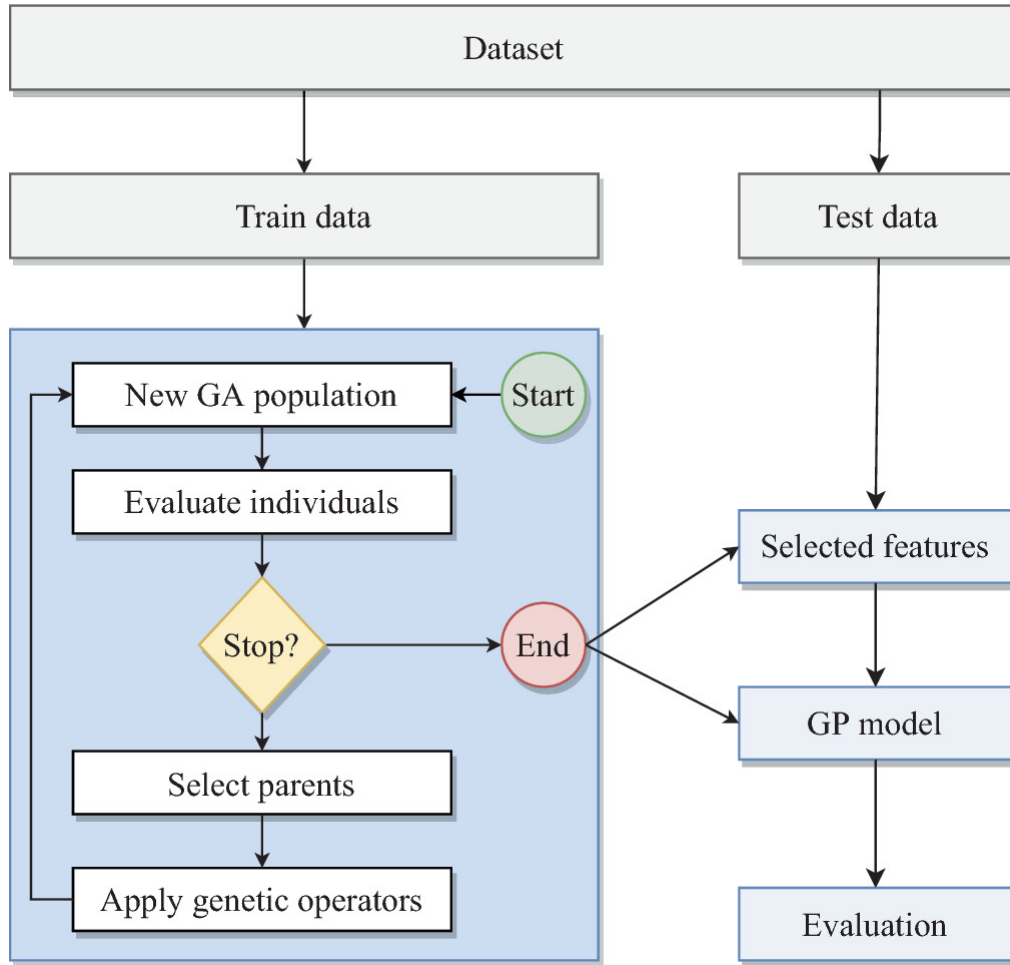 Dataset
Train data
Test data
New GA population
Start
Evaluate individuals
Selected features
Stop?
End
GP model
Select parents
Apply genetic operators
Evaluation